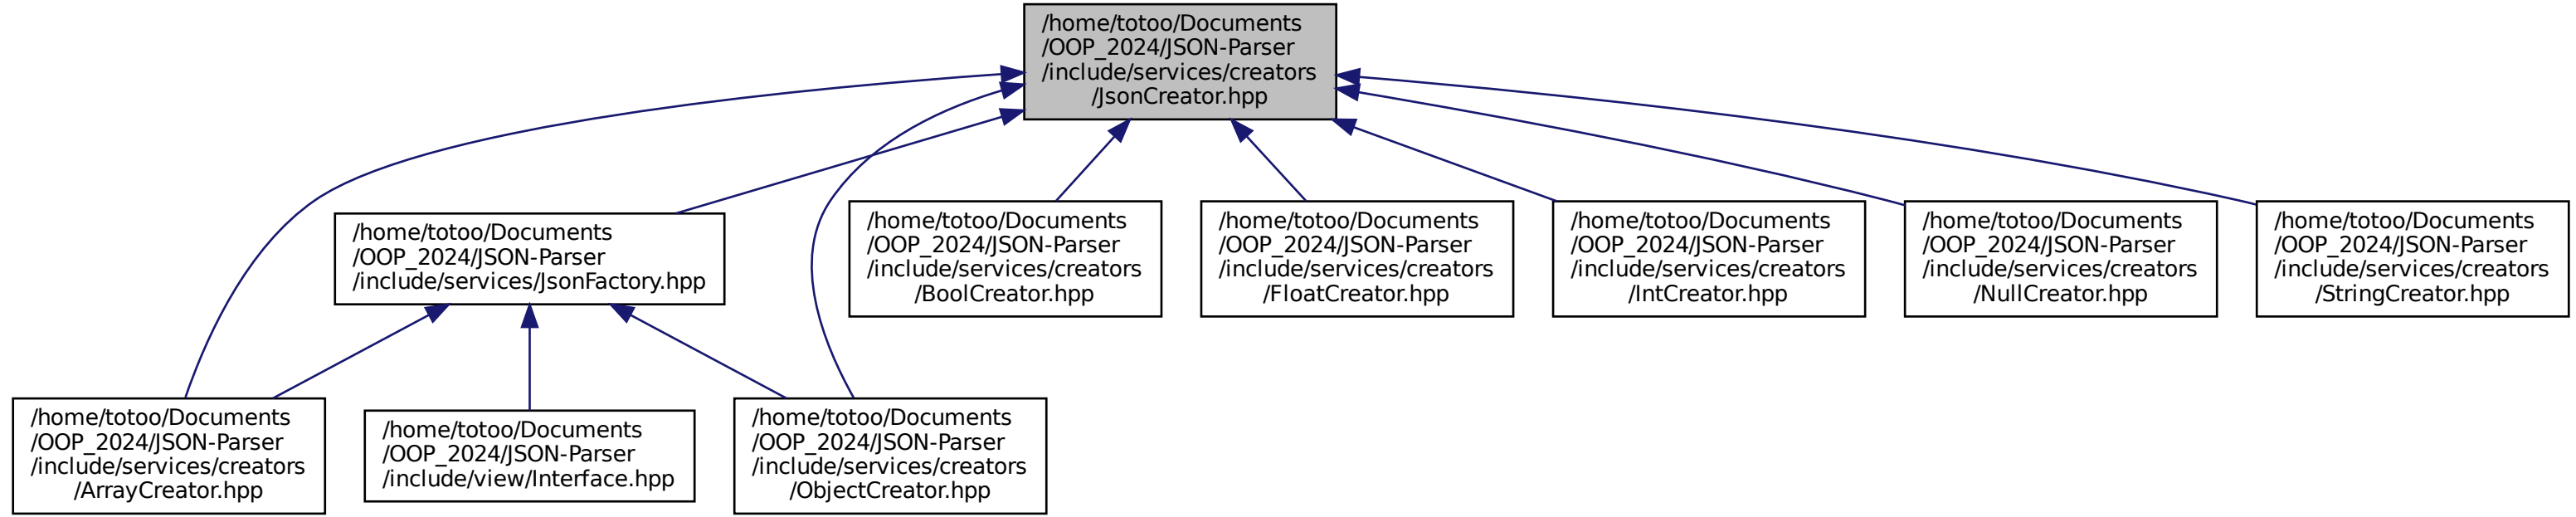 /home/totoo/Documents
/OOP_2024/JSON-Parser
/include/services/creators
/JsonCreator.hpp
/home/totoo/Documents
/OOP_2024/JSON-Parser
/include/services/JsonFactory.hpp
/home/totoo/Documents
/OOP_2024/JSON-Parser
/include/services/creators
/BoolCreator.hpp
/home/totoo/Documents
/OOP_2024/JSON-Parser
/include/services/creators
/FloatCreator.hpp
/home/totoo/Documents
/OOP_2024/JSON-Parser
/include/services/creators
/IntCreator.hpp
/home/totoo/Documents
/OOP_2024/JSON-Parser
/include/services/creators
/NullCreator.hpp
/home/totoo/Documents
/OOP_2024/JSON-Parser
/include/services/creators
/StringCreator.hpp
/home/totoo/Documents
/OOP_2024/JSON-Parser
/include/services/creators
/ArrayCreator.hpp
/home/totoo/Documents
/OOP_2024/JSON-Parser
/include/view/Interface.hpp
/home/totoo/Documents
/OOP_2024/JSON-Parser
/include/services/creators
/ObjectCreator.hpp